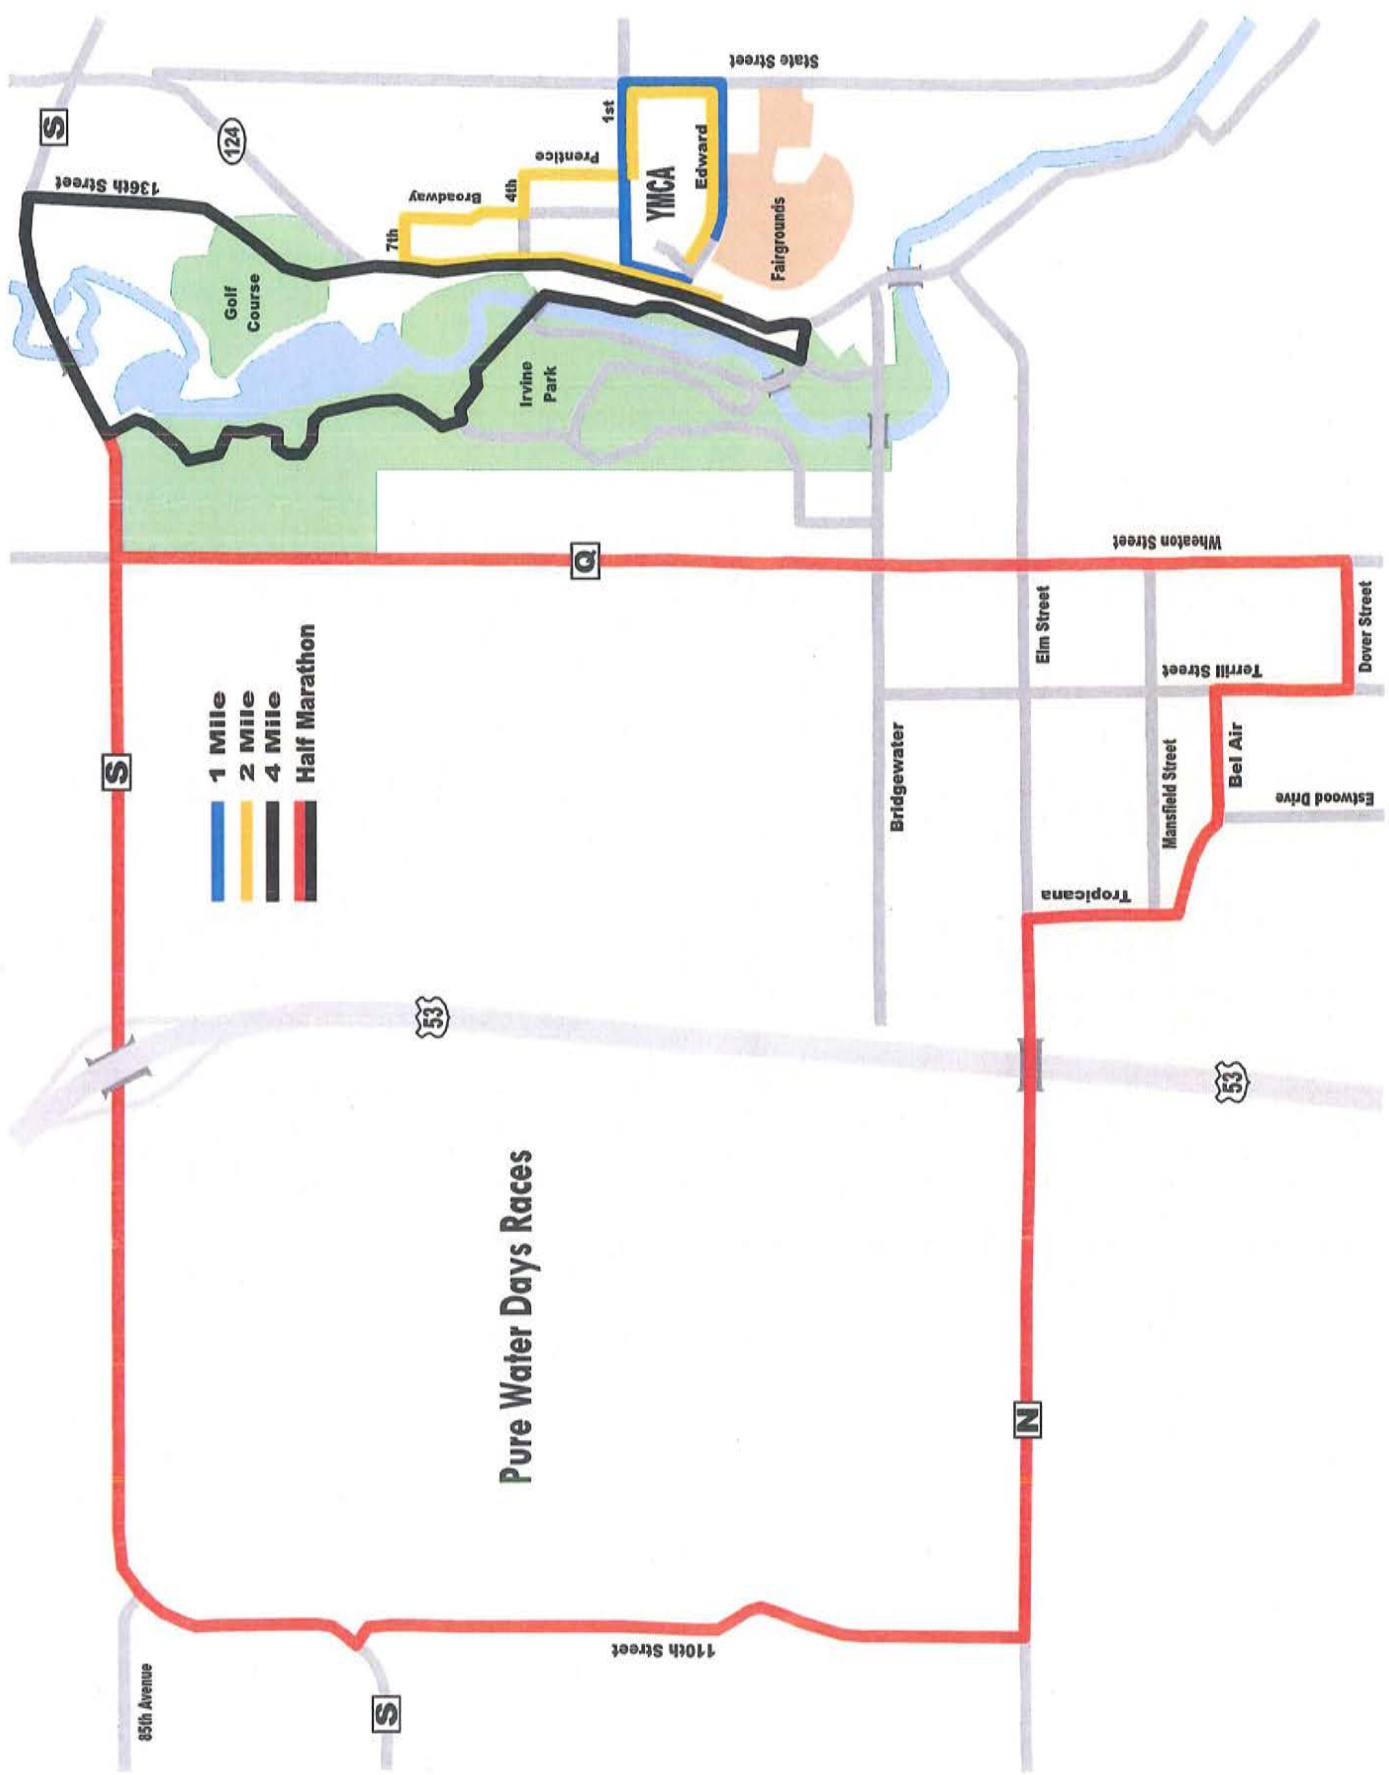 Pure Water Days Races
1 Mile
2 Mile
4 Mile
Half Marathon
85th Avenue
S
110th Street
N
53
53
S
Q
S
136th Street
124
Golf
Course
Irvine
Park
7th
Broadway
4th
Prentice
1st
YMCA
Edward
State Street
Fairgrounds
Bridgewater
Elm Street
Wheaton Street
Terrill Street
Dover Street
Mansfield Street
Bel Air
Tropicana
Estwood Drive